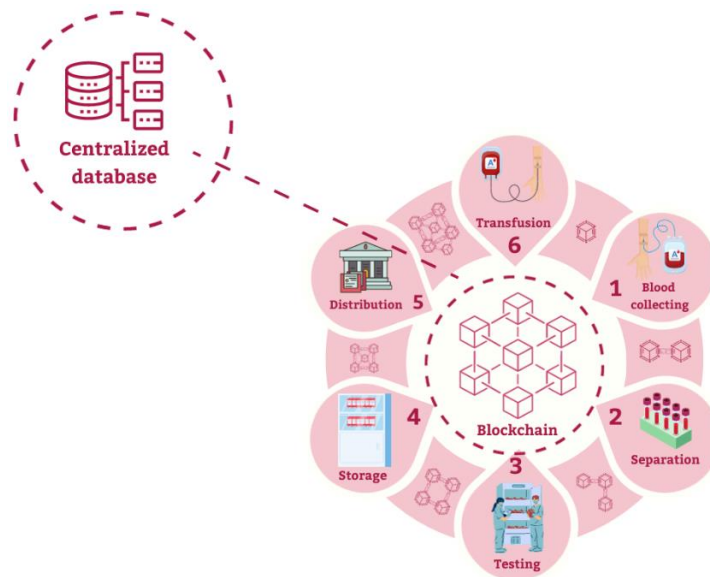 Centralized
database
Transfusion
6
1
Blood
collecting
2
Separation
3
Testing
4
Storage
Distribution
5
Blockchain
A+
A+